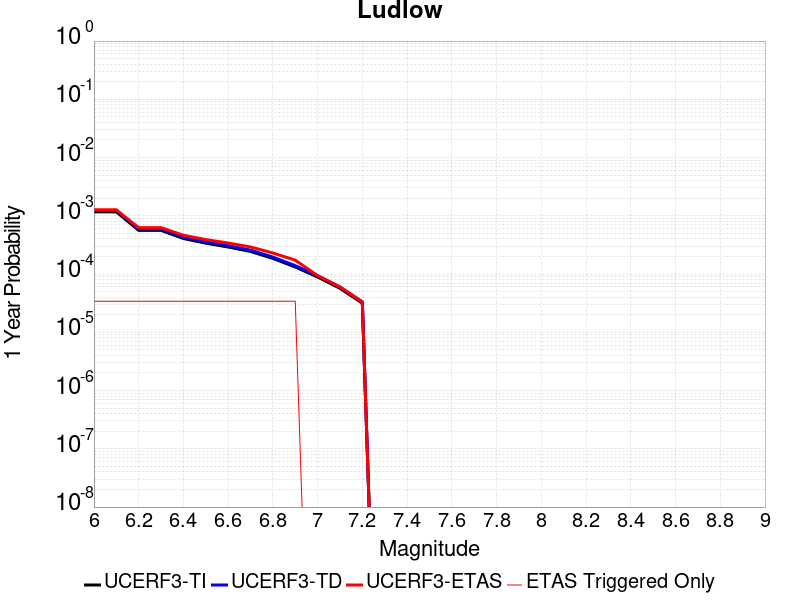 Ludlow
10^0
10^-1
10^-2
10^-3
10^-4
10^-5
10^-6
10^-7
10^-8
1 Year Probability
6 6.2 6.4 6.6 6.8 7 7.2 7.4 7.6 7.8 8 8.2 8.4 8.6 8.8 9
Magnitude
UCERF3-TI UCERF3-TD UCERF3-ETAS ETAS Triggered Only